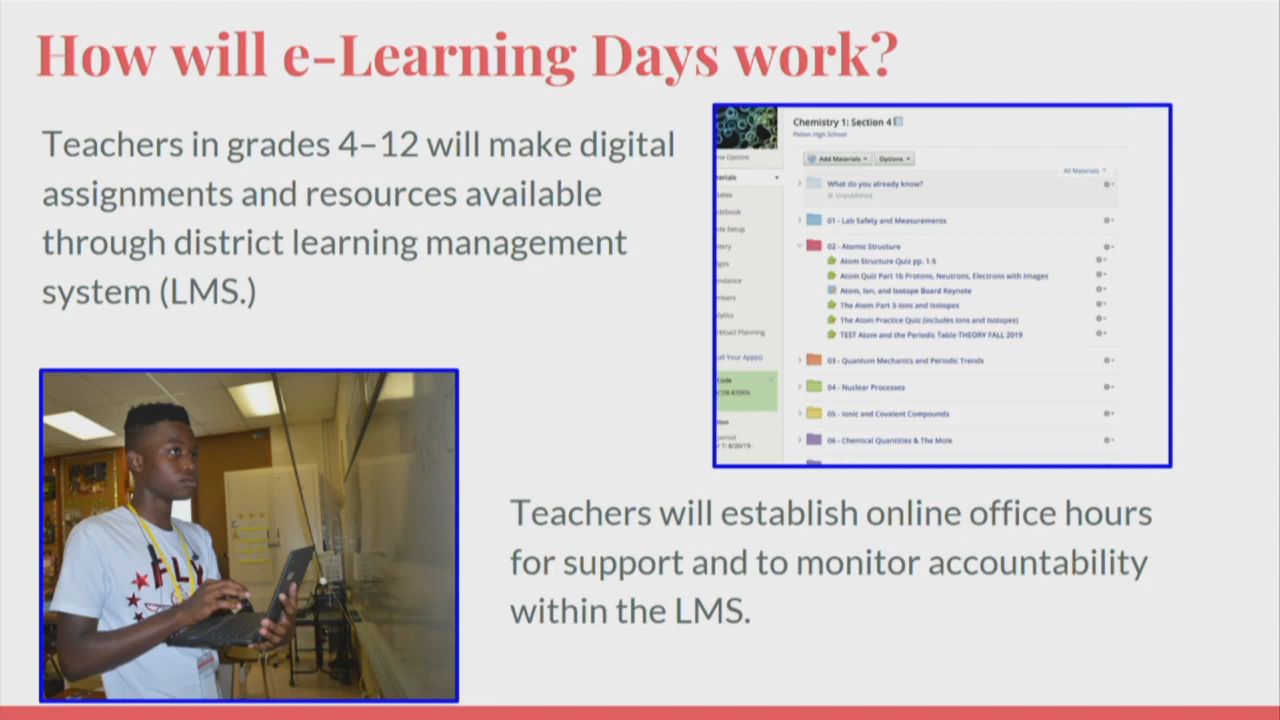 How will e-Learning Days work?
Teachers in grades 4–12 will make digital
assignments and resources available
through district learning management
system (LMS.)
Chemistry 1: Section 4
Pelion High School
Add Materials
Options
All Materials
What do you already know?
Unpublished
01 - Lab Safety and Measurements
02 - Atomic Structure
Atom Structure Quiz pp. 1-5
Atom Quiz Part 1b Protons, Neutrons, Electrons with Images
Atom, Ion, and Isotope Board Keynote
The Atom Part 3-Ions and Isotopes
The Atom Practice Quiz (includes ions and isotopes)
TEST Atom and the Periodic Table-THEORY FALL 2019
03 - Quantum Mechanics and Periodic Trends
04 - Nuclear Processes
05 - Ionic and Covalent Compounds
06 - Chemical Quantities & The Mole
FLY
Teachers will establish online office hours
for support and to monitor accountability
within the LMS.